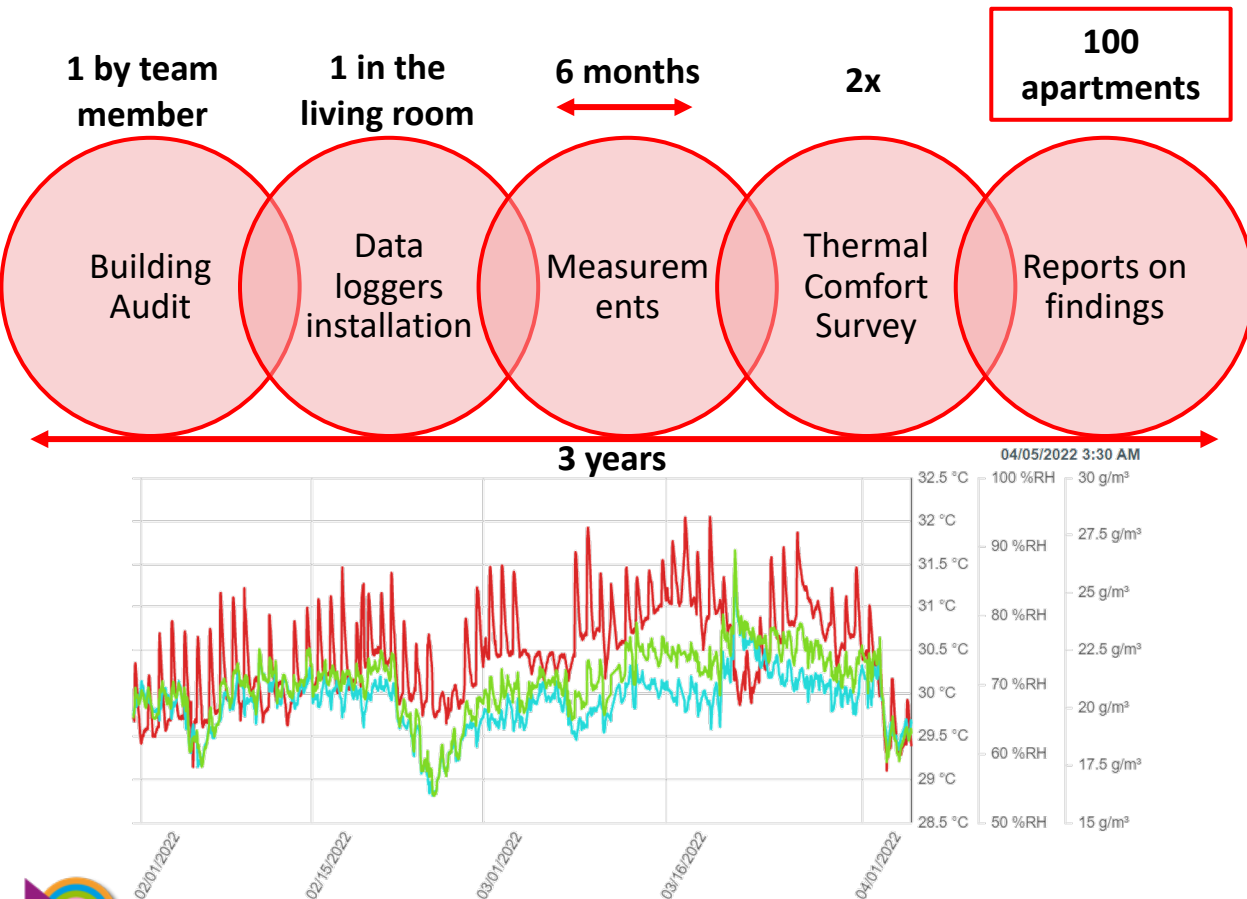 1 by team
member
1 in the
living room
6 months
2x
100
apartments
Building
Audit
Data
loggers
installation
Measurem
ents
Thermal
Comfort
Survey
Reports on
findings
3 years
04/05/2022 3:30 AM
32.5 °C
32 °C
31.5 °C
31 °C
30.5 °C
30 °C
29.5 °C
29 °C
28.5 °C
100 %RH
90 %RH
80 %RH
70 %RH
60 %RH
50 %RH
30 g/m³
27.5 g/m³
25 g/m³
22.5 g/m³
20 g/m³
17.5 g/m³
15 g/m³
02/01/2022
02/15/2022
03/01/2022
03/16/2022
04/01/2022